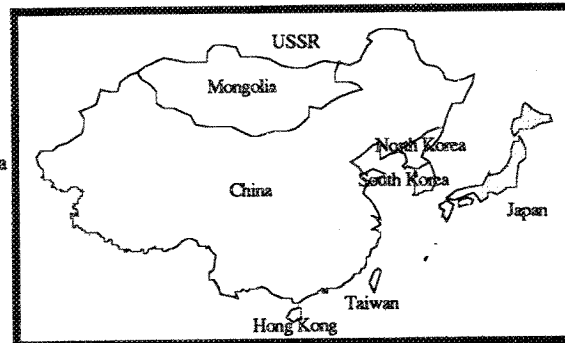 USSR
Mongolia
North Korea
South Korea
China
Japan
Taiwan
Hong Kong